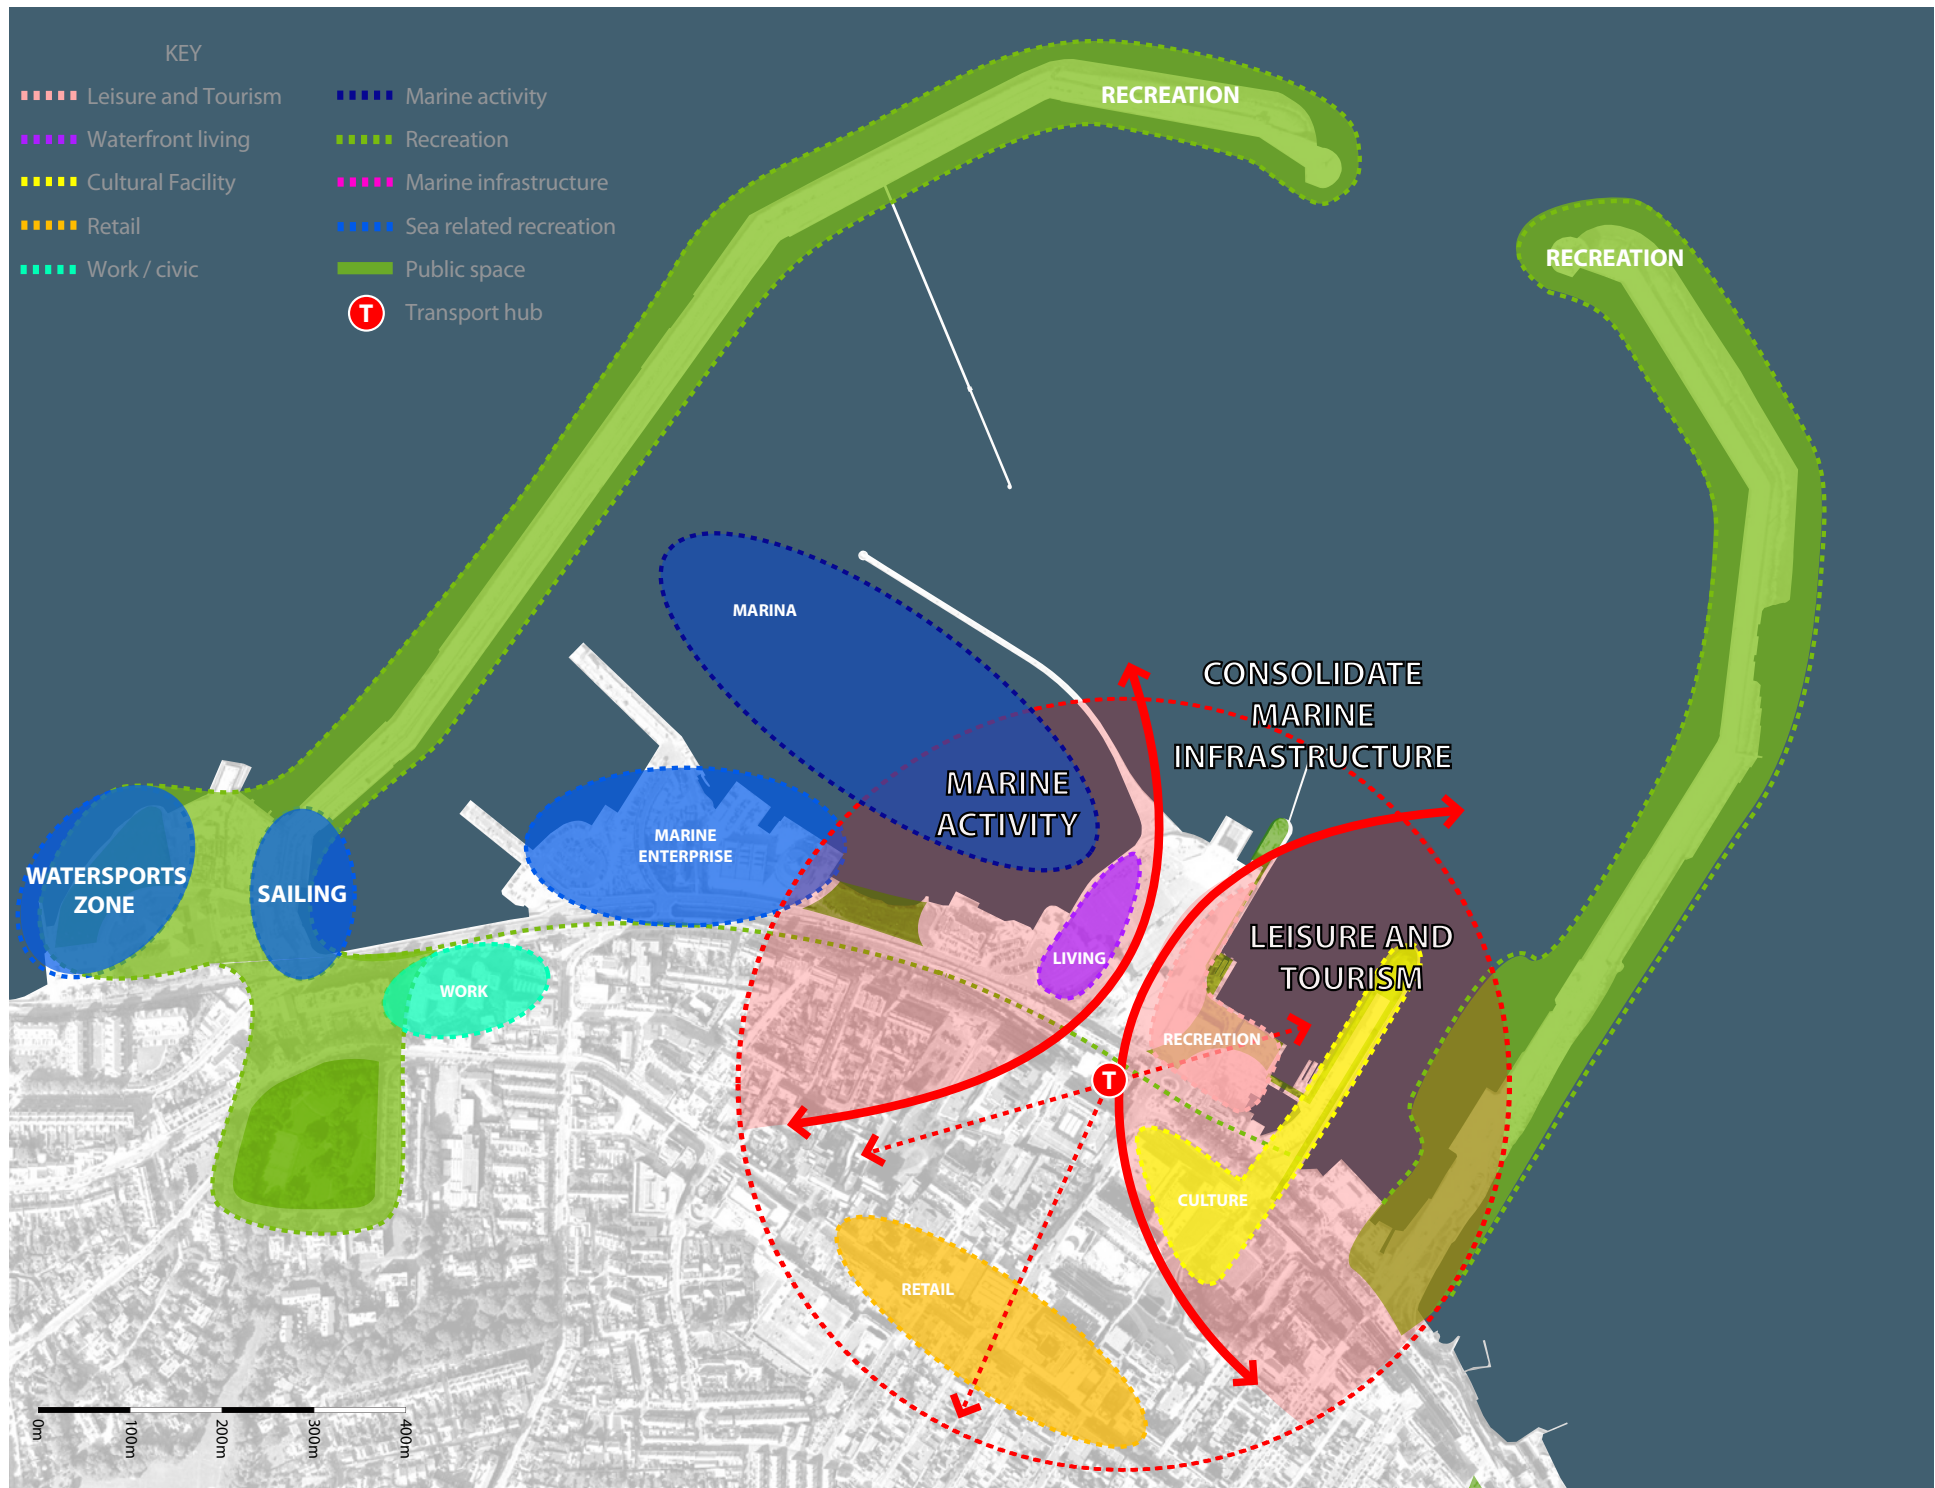 KEY
Leisure and Tourism
Waterfront living
Cultural Facility
Retail
Work / civic
Marine activity
Recreation
Marine infrastructure
Sea related recreation
Public space
T
Transport hub
RECREATION
RECREATION
MARINA
CONSOLIDATE
MARINE
INFRASTRUCTURE
MARINE
ACTIVITY
MARINE
ENTERPRISE
WATERSPORTS
ZONE
SAILING
LEISURE AND
TOURISM
LIVING
WORK
RECREATION
T
CULTURE
RETAIL
0m
100m
200m
300m
400m